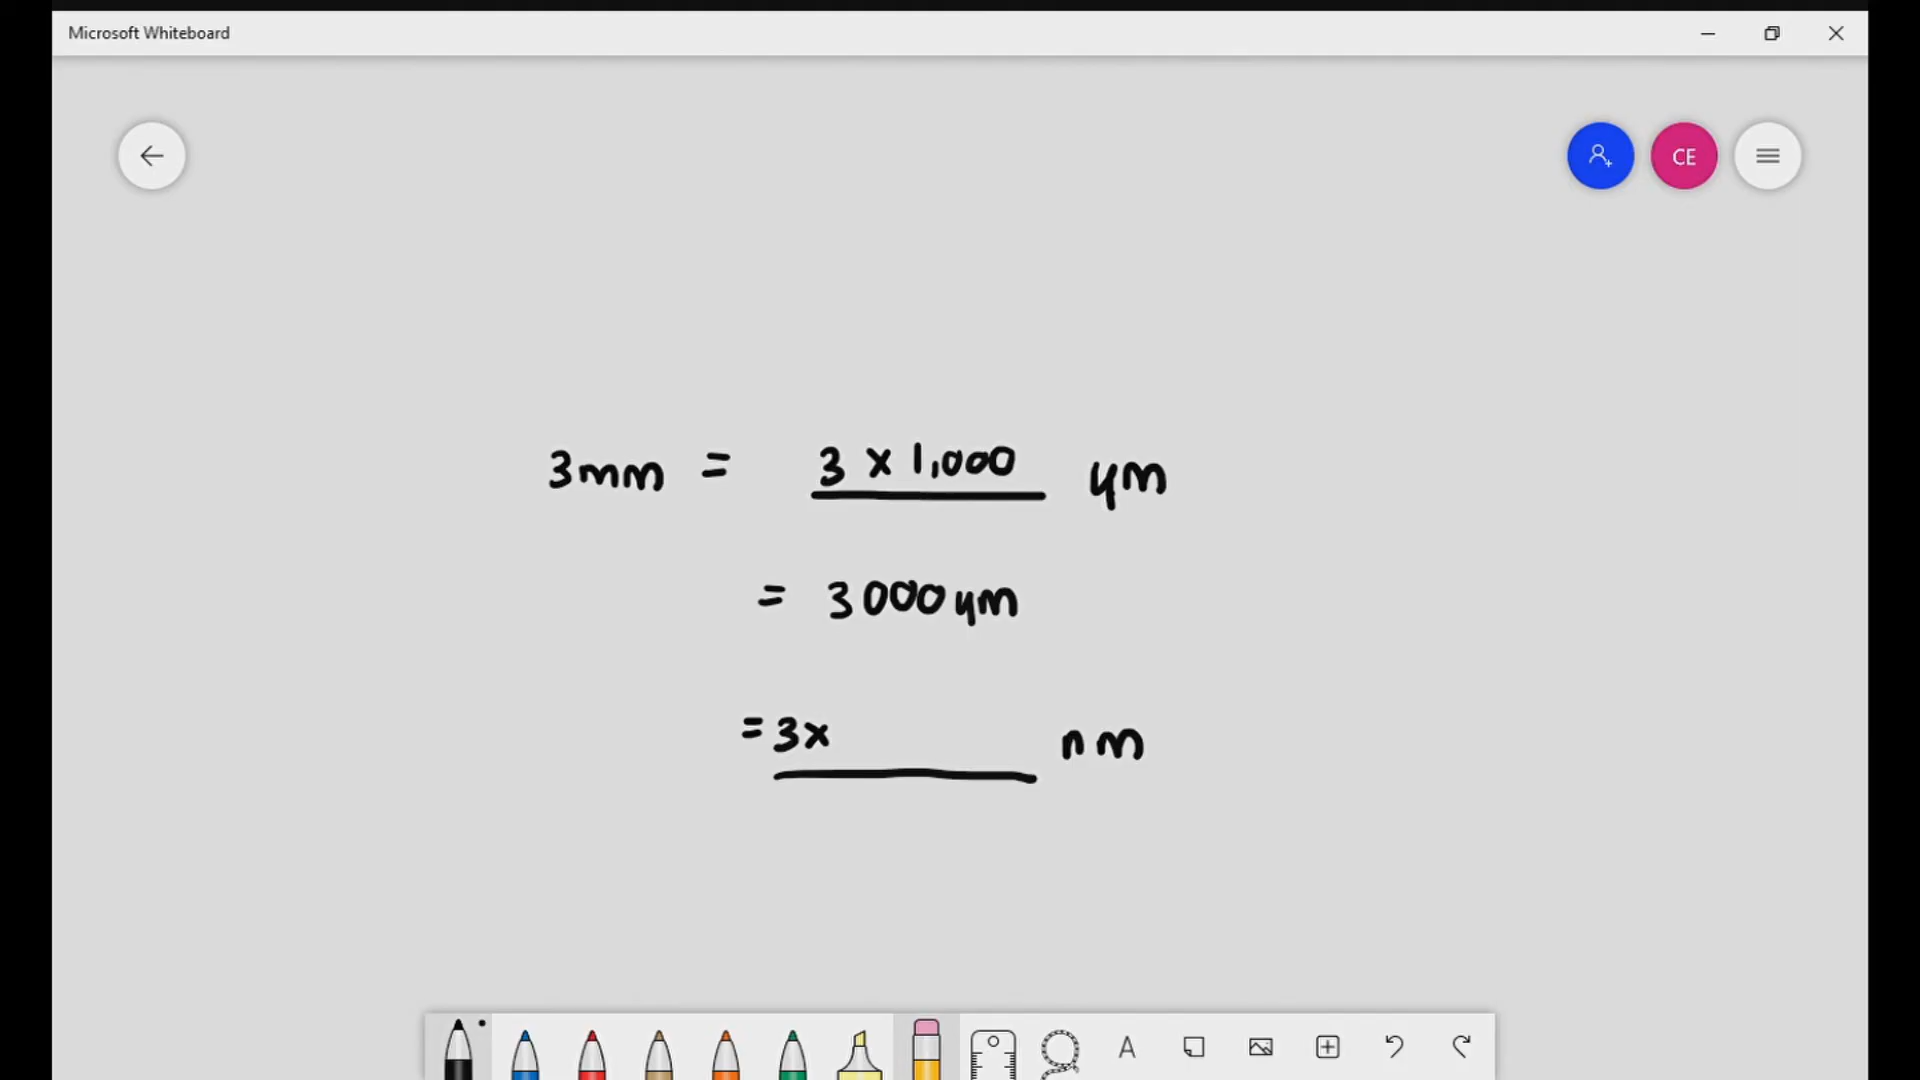 Microsoft Whiteboard
CE
3mm = 3 x 1,000 μm
= 3000 μm
= 3x nm
A